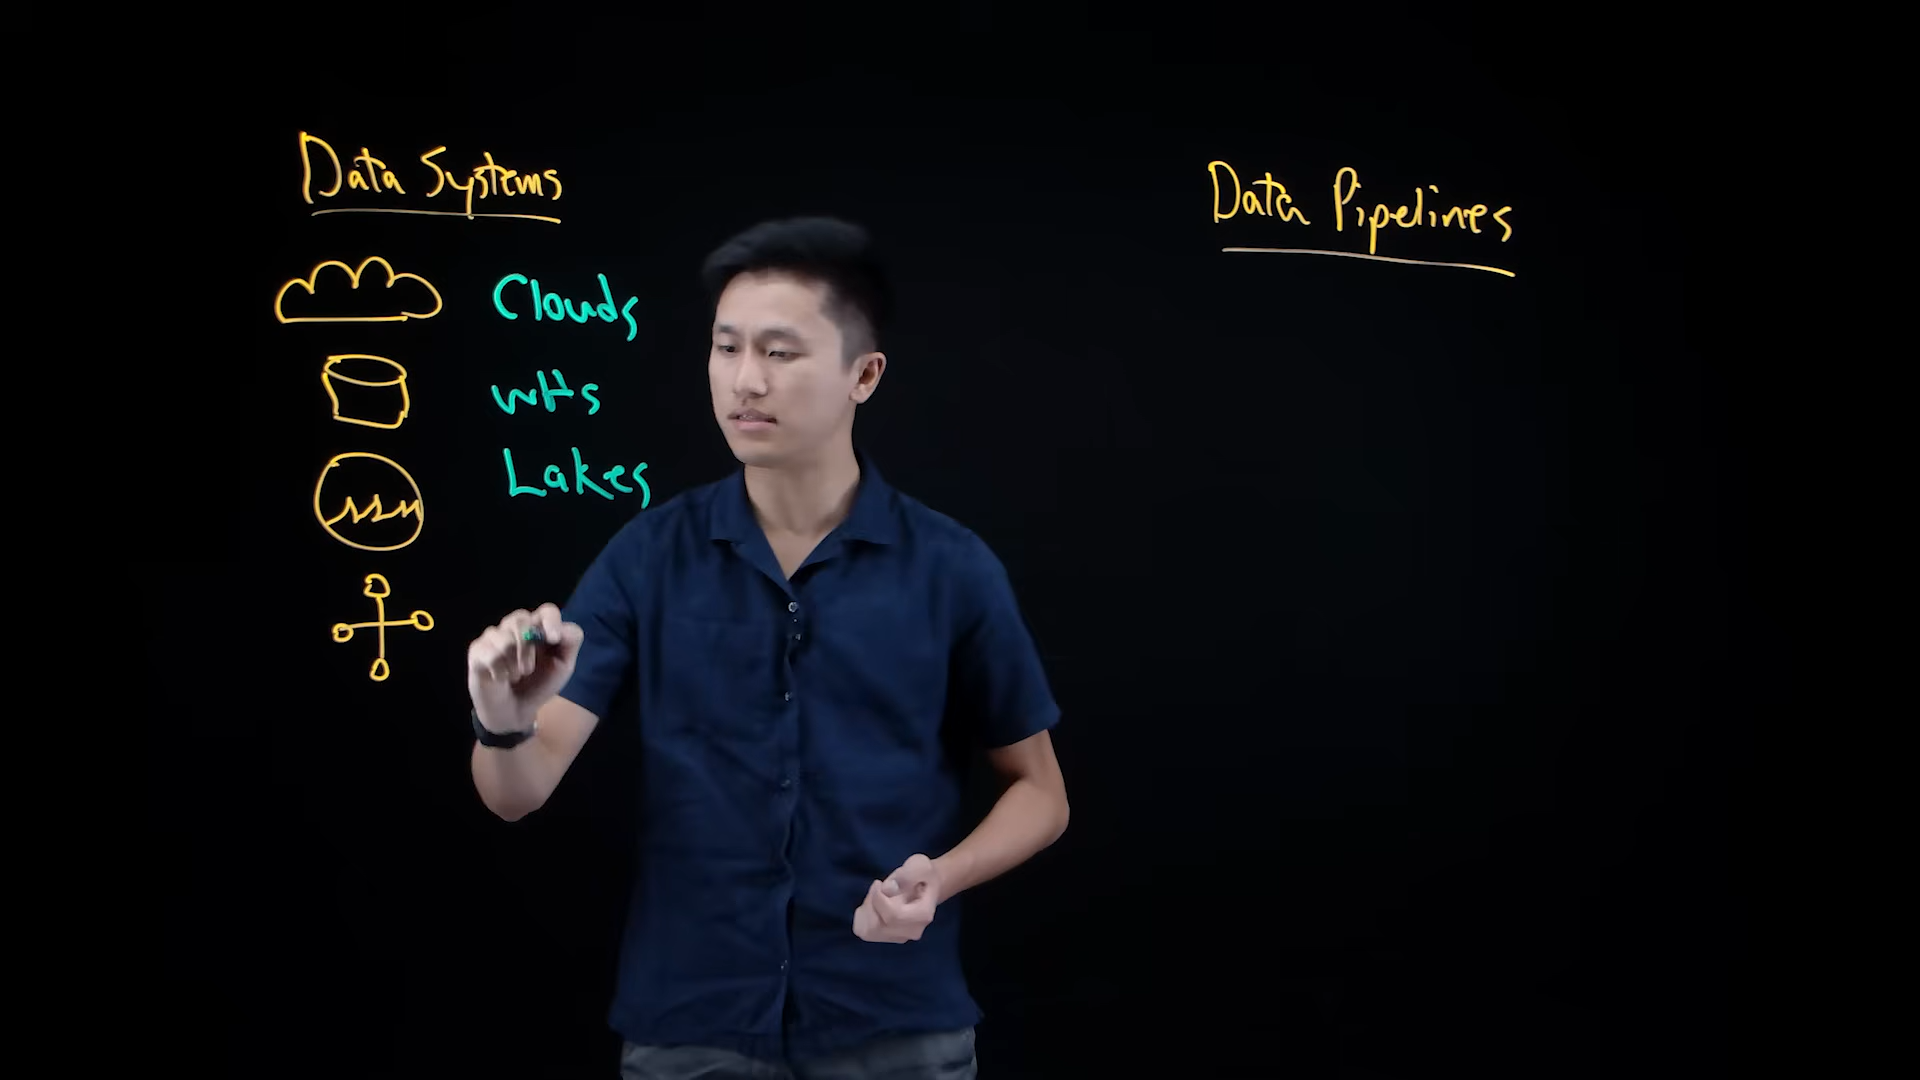 Data Systems
Clouds
WHs
Lakes
Data Pipelines